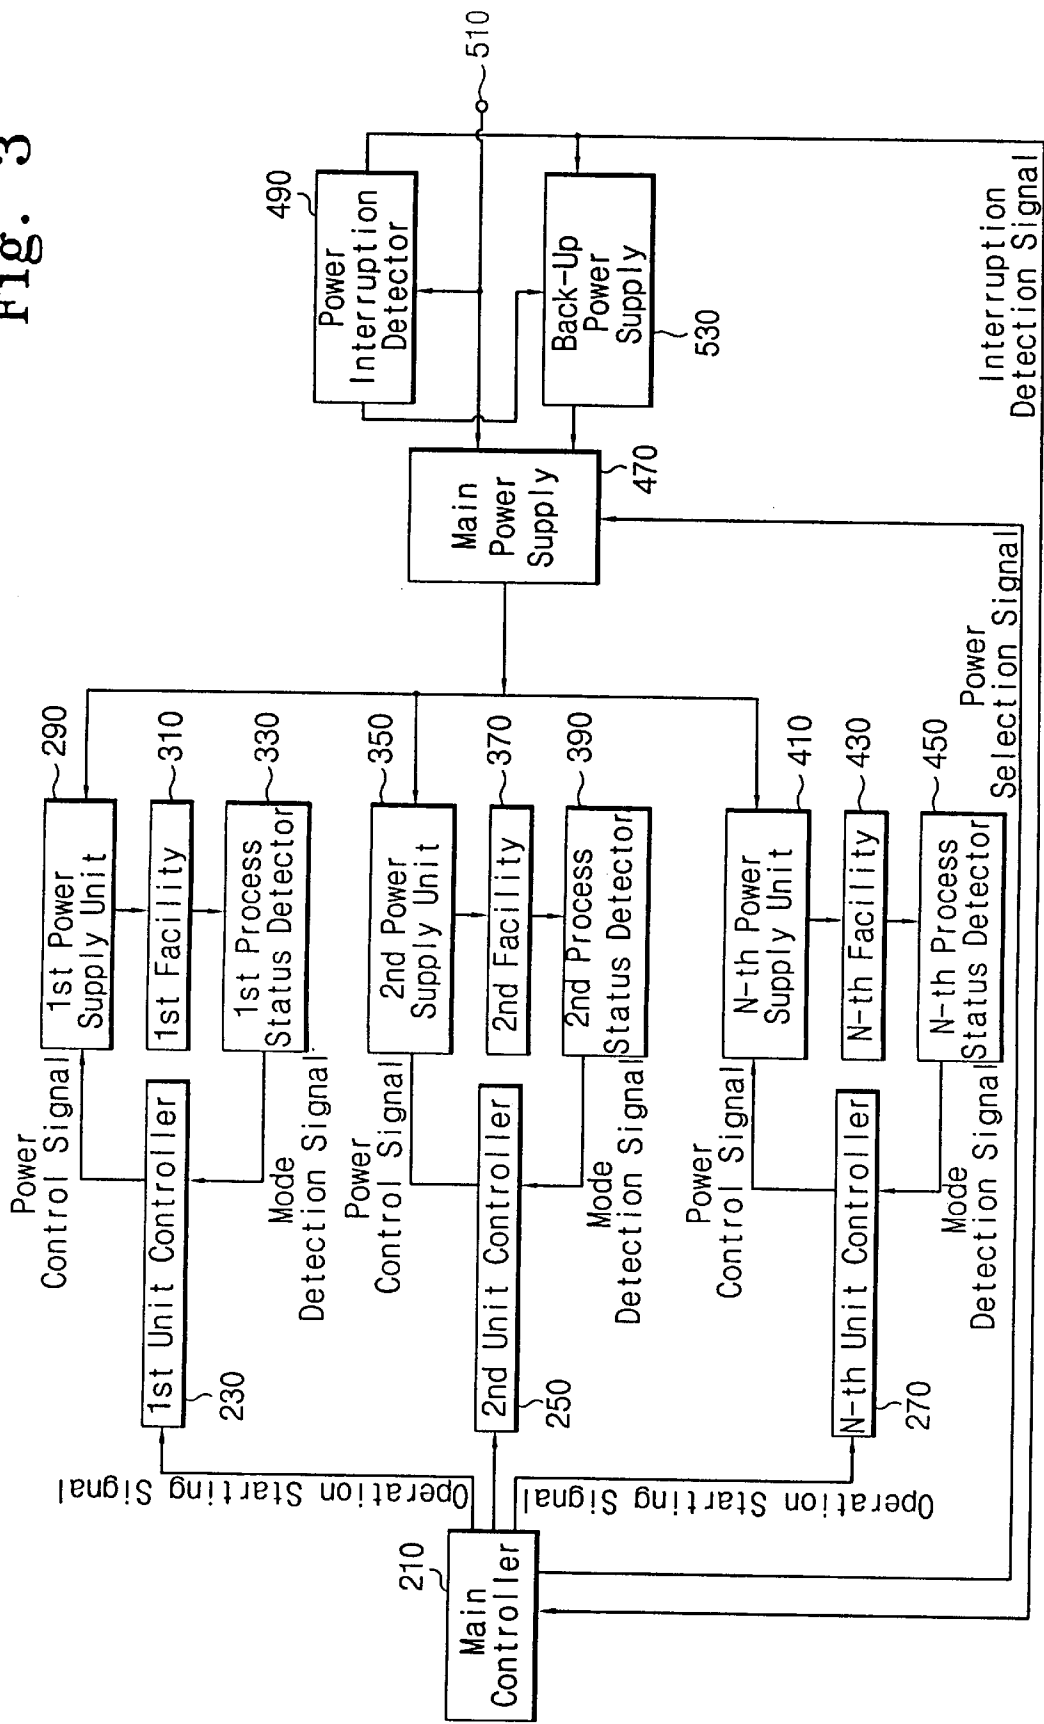 Fig. 3
210
Main
Controller
Operation Starting Signal
Operation Starting Signal
1st Unit Controller
230
Power
Control Signal
Mode
Detection Signal
1st Power
Supply Unit
290
1st Facility
310
1st Process
Status Detector
330
2nd Unit Controller
250
Power
Control Signal
Mode
Detection Signal
2nd Power
Supply Unit
350
2nd Facility
370
2nd Process
Status Detector
390
N-th Unit Controller
270
Power
Control Signal
Mode
Detection Signal
N-th Power
Supply Unit
410
N-th Facility
430
N-th Process
Status Detector
450
Main
Power
Supply
470
Power
Interruption
Detector
490
510
Back-Up
Power
Supply
530
Power
Selection Signal
Interruption
Detection Signal